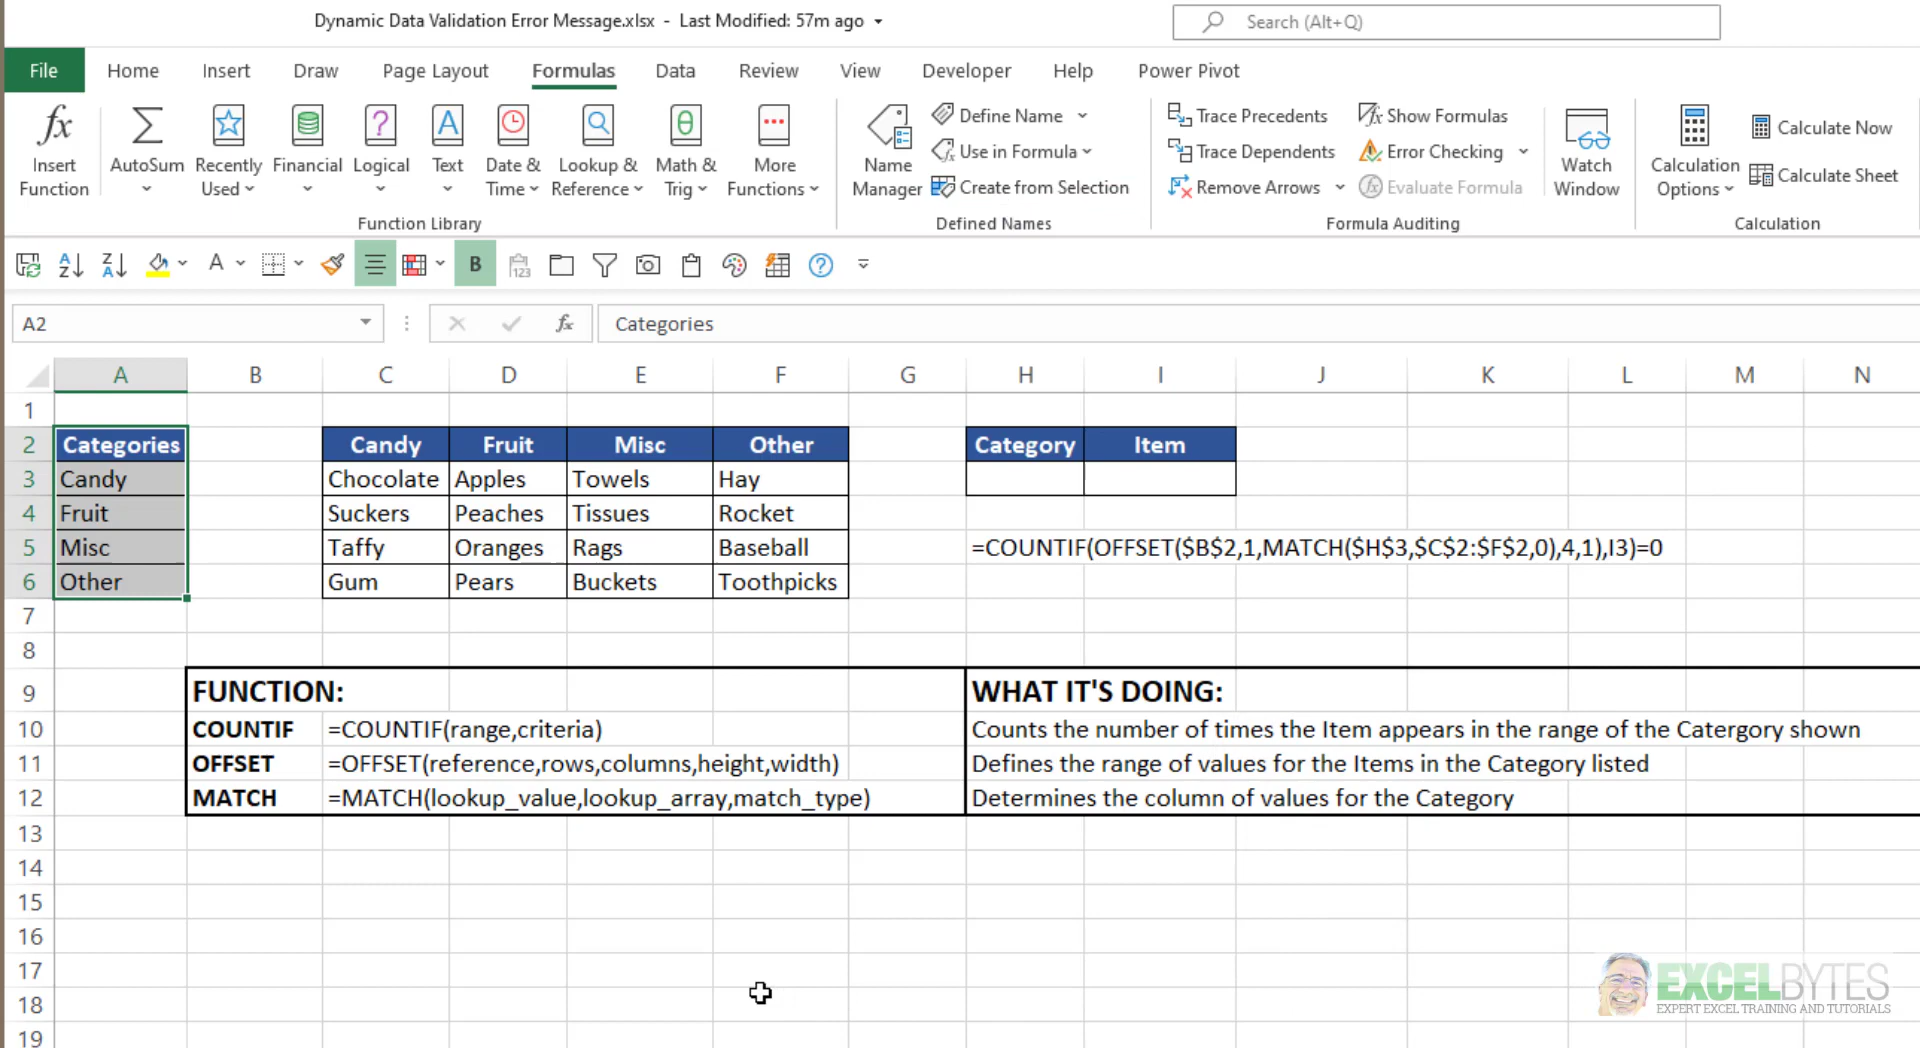 Dynamic Data Validation Error Message.xlsx - Last Modified: 57m ago
Search (Alt+Q)
File Home Insert Draw Page Layout Formulas Data Review View Developer Help Power Pivot
Insert Function
AutoSum
Recently Used
Financial
Logical
Text
Date & Time
Lookup & Reference
Math & Trig
More Functions
Function Library
Name Manager
Define Name
Use in Formula
Create from Selection
Defined Names
Trace Precedents
Trace Dependents
Remove Arrows
Show Formulas
Error Checking
Evaluate Formula
Formula Auditing
Watch Window
Calculation Options
Calculate Now
Calculate Sheet
Calculation
A2 fx Categories
A B C D E F G H I J K L M N
1
2 Categories Candy Fruit Misc Other Category Item
3 Candy Chocolate Apples Towels Hay
4 Fruit Suckers Peaches Tissues Rocket
5 Misc Taffy Oranges Rags Baseball =COUNTIF(OFFSET($B$2,1,MATCH($H$3,$C$2:$F$2,0),4,1),I3)=0
6 Other Gum Pears Buckets Toothpicks
7
8
9 FUNCTION: WHAT IT'S DOING:
10 COUNTIF =COUNTIF(range,criteria) Counts the number of times the Item appears in the range of the Catergory shown
11 OFFSET =OFFSET(reference,rows,columns,height,width) Defines the range of values for the Items in the Category listed
12 MATCH =MATCH(lookup_value,lookup_array,match_type) Determines the column of values for the Category
13
14
15
16
17
18
19
EXCELBYTES
EXPERT EXCEL TRAINING AND TUTORIALS